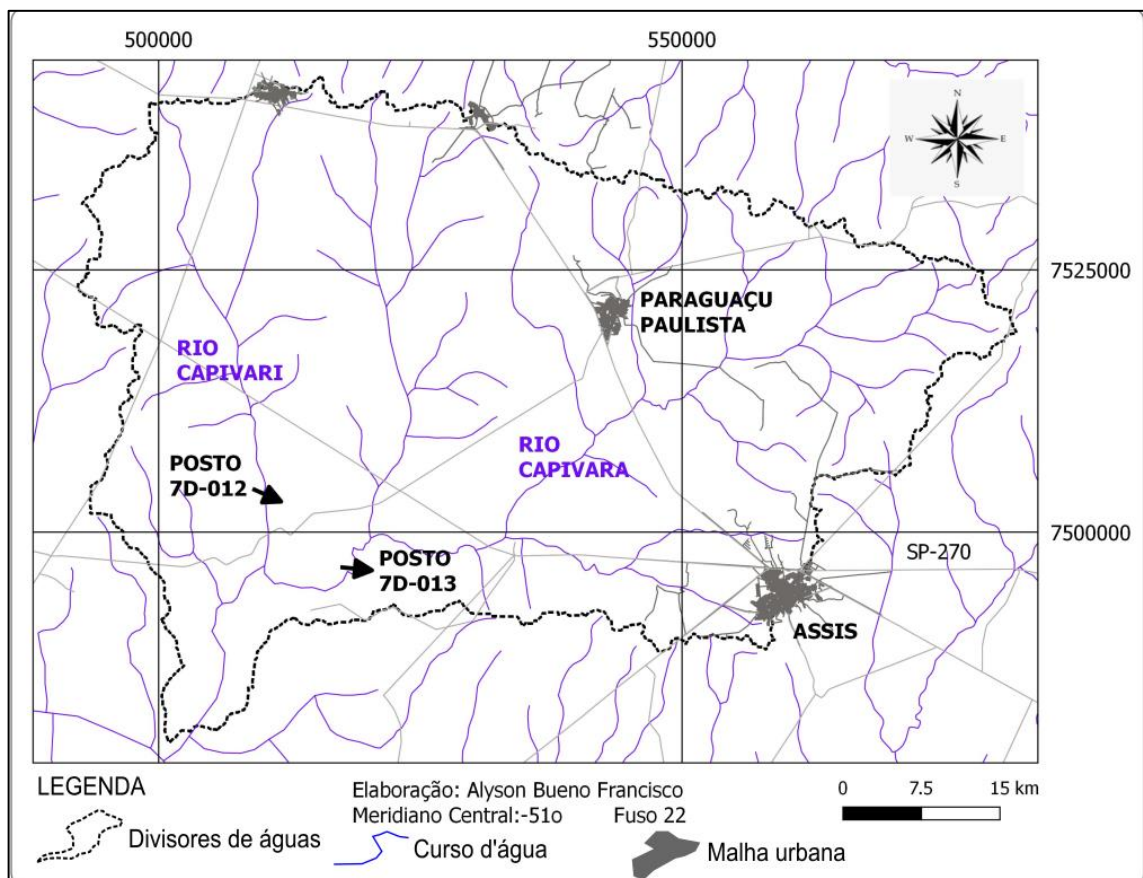 500000
550000
N
W
E
S
7525000
PARAGUAÇU
PAULISTA
RIO
CAPIVARI
RIO
CAPIVARA
POSTO
7D-012
7500000
SP-270
POSTO
7D-013
ASSIS
LEGENDA
Divisores de águas
Elaboração: Alyson Bueno Francisco
Meridiano Central:-51o Fuso 22
Curso d'água
Malha urbana
0 7.5 15 km